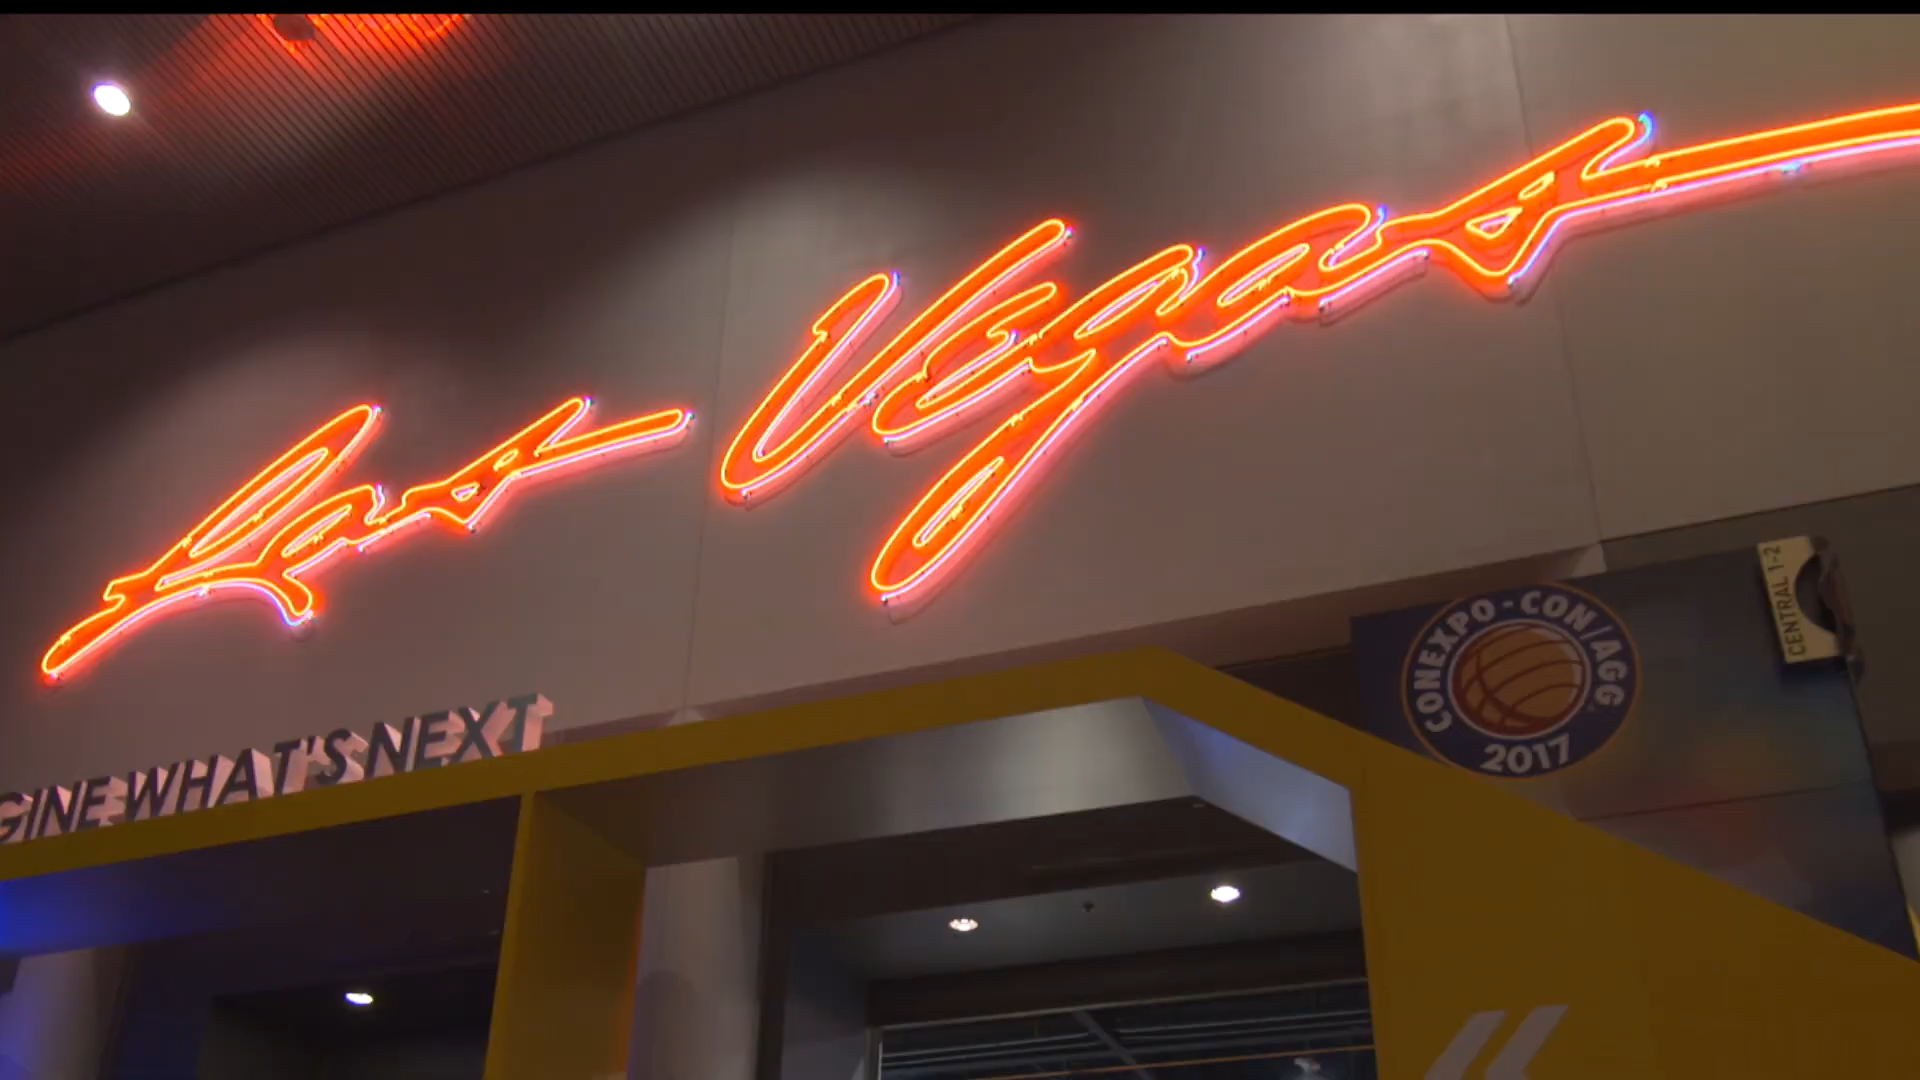 Las Vegas
GINE WHAT'S NEXT
CONEXPO-CON/AGG
2017
CENTRAL 1-2